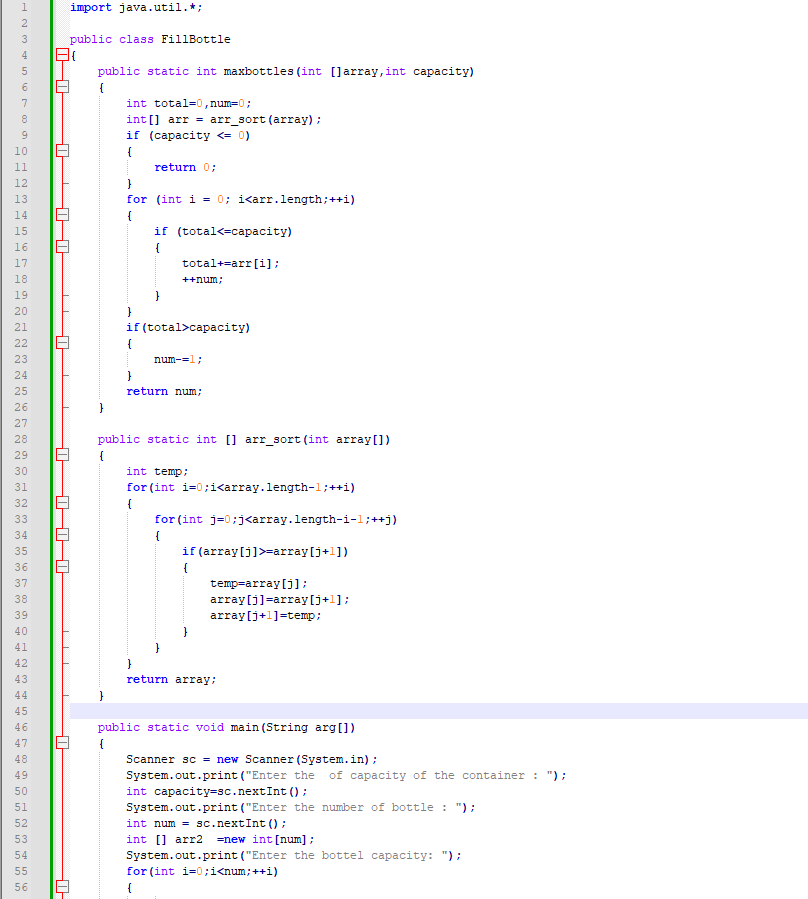 1 import java.util.*;
2
3 public class FillBottle
4 {
5     public static int maxbottles(int []array,int capacity)
6     {
7         int total=0,num=0;
8         int[] arr = arr_sort(array);
9         if (capacity <= 0)
10         {
11             return 0;
12         }
13         for (int i = 0; i<arr.length;++i)
14         {
15             if (total<=capacity)
16             {
17                 total+=arr[i];
18                 ++num;
19             }
20         }
21         if(total>capacity)
22         {
23             num-=1;
24         }
25         return num;
26     }
27
28     public static int [] arr_sort(int array[])
29     {
30         int temp;
31         for(int i=0;i<array.length-1;++i)
32         {
33             for(int j=0;j<array.length-i-1;++j)
34             {
35                 if(array[j]>=array[j+1])
36                 {
37                     temp=array[j];
38                     array[j]=array[j+1];
39                     array[j+1]=temp;
40                 }
41             }
42         }
43         return array;
44     }
45
46     public static void main(String arg[])
47     {
48         Scanner sc = new Scanner(System.in);
49         System.out.print("Enter the  of capacity of the container : ");
50         int capacity=sc.nextInt();
51         System.out.print("Enter the number of bottle : ");
52         int num = sc.nextInt();
53         int [] arr2  =new int[num];
54         System.out.print("Enter the bottel capacity: ");
55         for(int i=0;i<num;++i)
56         {